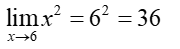 lim x² = 6² = 36
x→6